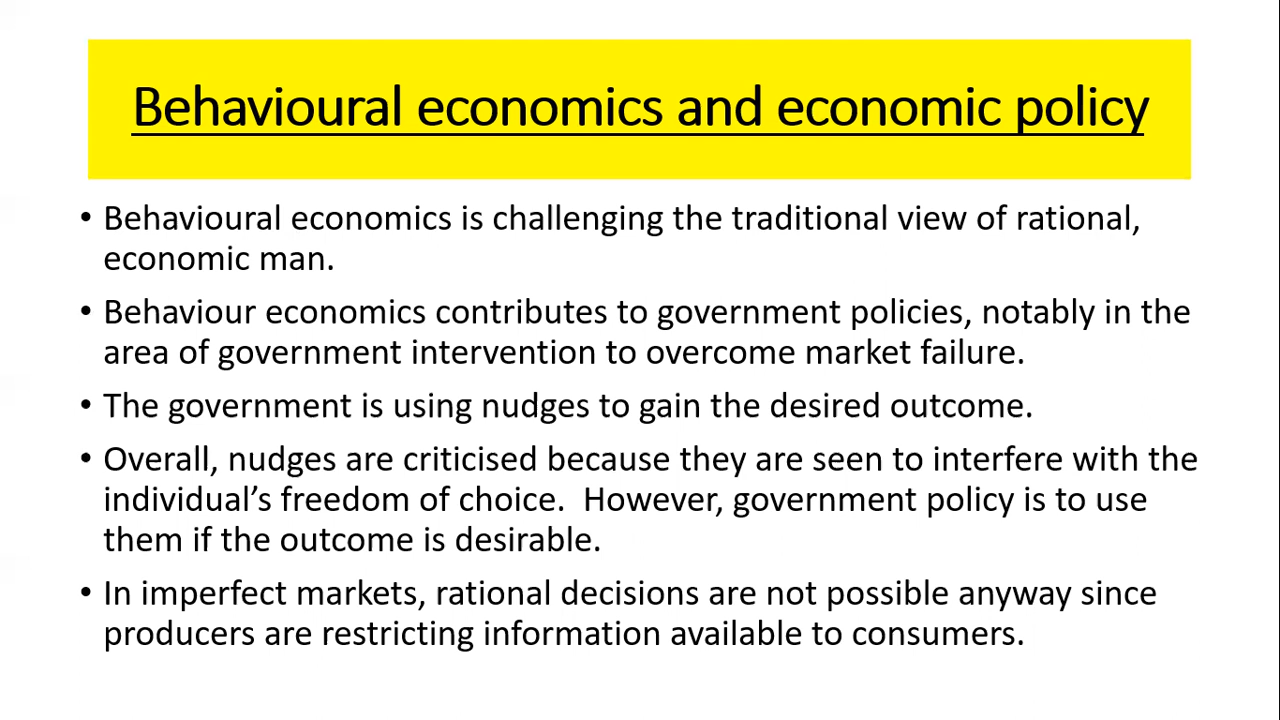 Behavioural economics and economic policy
• Behavioural economics is challenging the traditional view of rational,
economic man.
• Behaviour economics contributes to government policies, notably in the
area of government intervention to overcome market failure.
• The government is using nudges to gain the desired outcome.
• Overall, nudges are criticised because they are seen to interfere with the
individual’s freedom of choice.  However, government policy is to use
them if the outcome is desirable.
• In imperfect markets, rational decisions are not possible anyway since
producers are restricting information available to consumers.